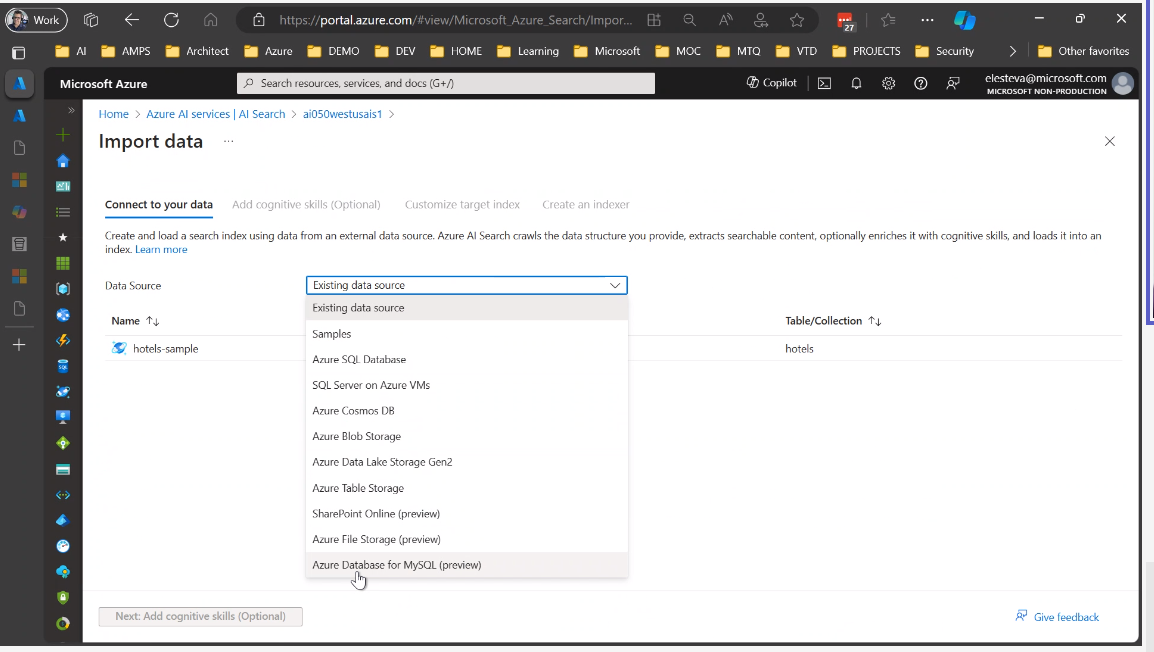 Work
https://portal.azure.com/#view/Microsoft_Azure_Search/Impor...
27
AI
AMPS
Architect
Azure
DEMO
DEV
HOME
Learning
Microsoft
MOC
MTQ
VTD
PROJECTS
Security
Other favorites
Microsoft Azure
Search resources, services, and docs (G+/)
Copilot
elesteva@microsoft.com
MICROSOFT NON-PRODUCTION
Home > Azure AI services | AI Search > ai050westusais1 >
Import data ...
Connect to your data
Add cognitive skills (Optional)
Customize target index
Create an indexer
Create and load a search index using data from an external data source. Azure AI Search crawls the data structure you provide, extracts searchable content, optionally enriches it with cognitive skills, and loads it into an
index. Learn more
Data Source
Existing data source
Existing data source
Name ↑↓
Table/Collection ↑↓
Samples
hotels-sample
hotels
Azure SQL Database
SQL Server on Azure VMs
Azure Cosmos DB
Azure Blob Storage
Azure Data Lake Storage Gen2
Azure Table Storage
SharePoint Online (preview)
Azure File Storage (preview)
Azure Database for MySQL (preview)
Next: Add cognitive skills (Optional)
Give feedback